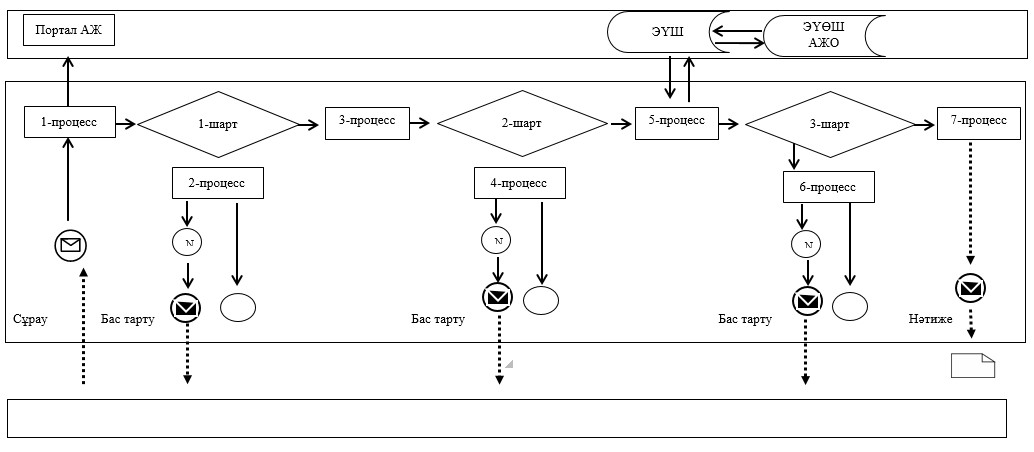 Портал АЖ
ЭҮШ
ЭҮӨШ
АЖО
1-процесс
1-шарт
3-процесс
2-шарт
5-процесс
3-шарт
7-процесс
2-процесс
4-процесс
6-процесс
N
N
N
Сұрау
Бас тарту
Бас тарту
Бас тарту
Нәтиже